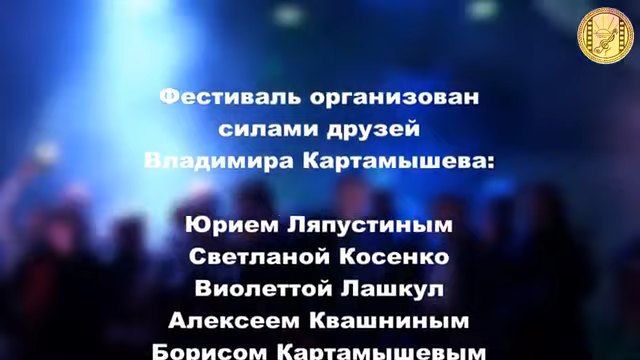 Фестиваль организован
силами друзей
Владимира Картамышева:
Юрием Ляпустиным
Светланой Косенко
Виолеттой Лашкул
Алексеем Квашниным
Борисом Картамышевым